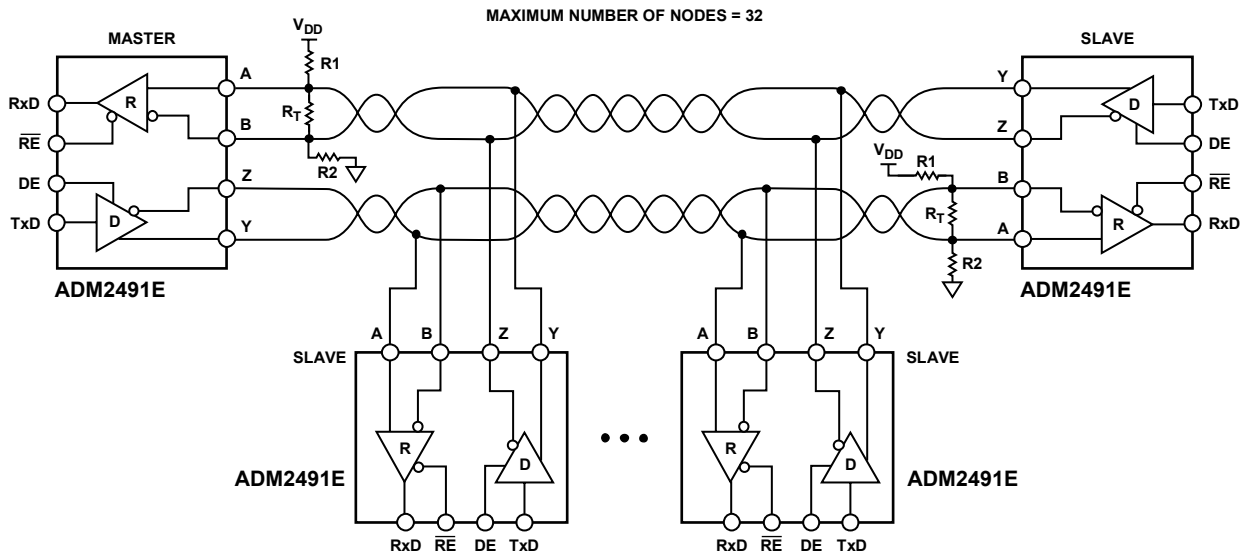 MAXIMUM NUMBER OF NODES = 32
MASTER
SLAVE
VDD
R1
A
Y
RxD
R
RT
D
TxD
B
Z
RE
R2
DE
VDD
R1
DE
Z
B
RE
TxD
D
RT
R
RxD
Y
A
R2
ADM2491E
ADM2491E
A B Z Y
A B Z Y
SLAVE
SLAVE
R
D
R
D
ADM2491E
ADM2491E
RxD RE DE TxD
RxD RE DE TxD